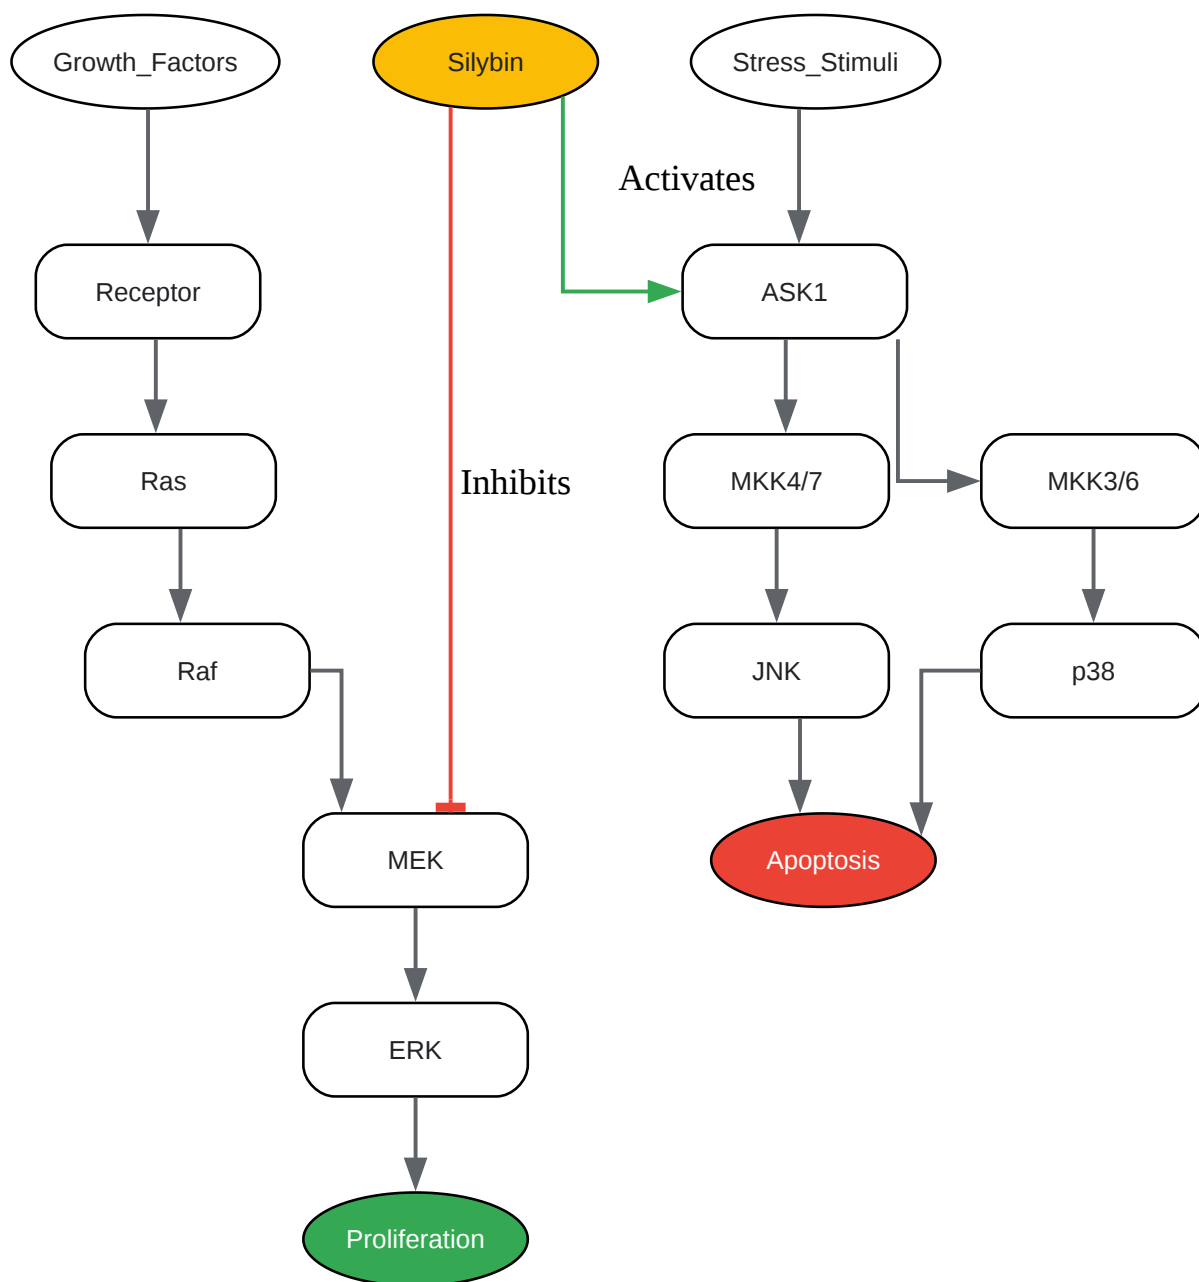 Growth_Factors
Silybin
Stress_Stimuli
Activates
Receptor
ASK1
Ras
Inhibits
MKK4/7
MKK3/6
Raf
JNK
p38
MEK
Apoptosis
ERK
Proliferation